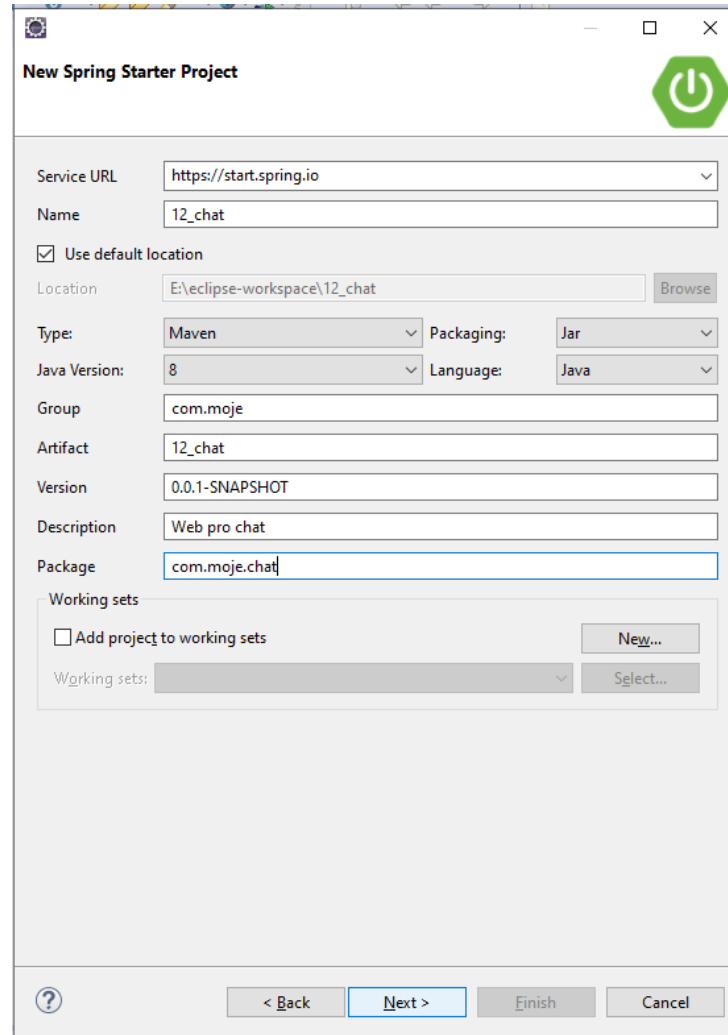 New Spring Starter Project
Service URL https://start.spring.io
Name 12_chat
Use default location
Location E:\eclipse-workspace\12_chat Browse
Type: Maven Packaging: Jar
Java Version: 8 Language: Java
Group com.moje
Artifact 12_chat
Version 0.0.1-SNAPSHOT
Description Web pro chat
Package com.moje.chat
Working sets
Add project to working sets New...
Working sets: Select...
? < Back Next > Finish Cancel